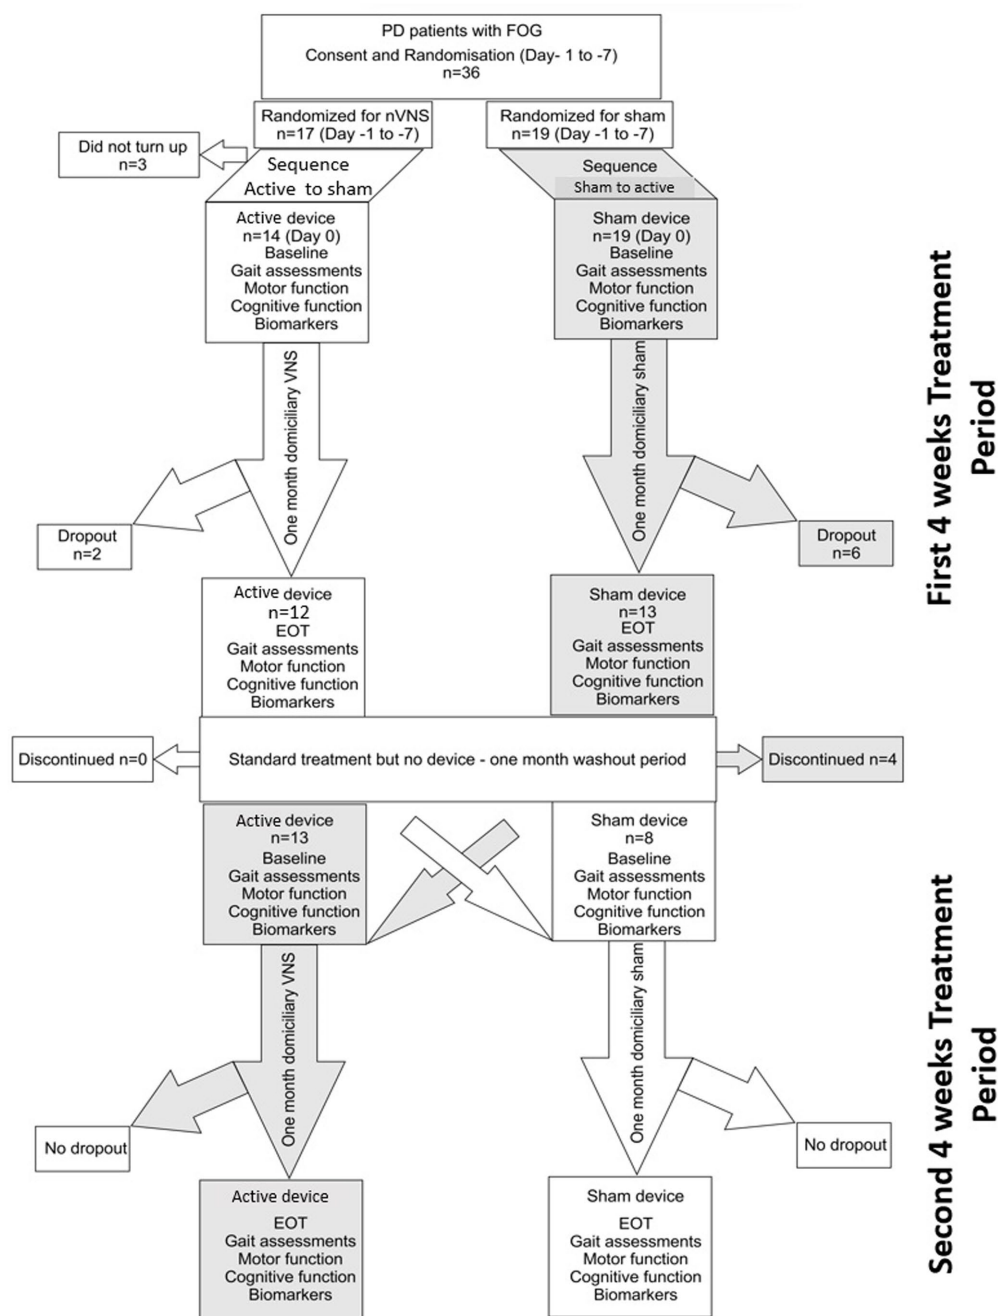 PD patients with FOG
Consent and Randomisation (Day- 1 to -7)
n=36
Randomized for nVNS
n=17 (Day -1 to -7)
Randomized for sham
n=19 (Day -1 to -7)
Did not turn up
n=3
Sequence
Active to sham
Sequence
Sham to active
Active device
n=14 (Day 0)
Baseline
Gait assessments
Motor function
Cognitive function
Biomarkers
Sham device
n=19 (Day 0)
Baseline
Gait assessments
Motor function
Cognitive function
Biomarkers
One month domiciliary VNS
One month domiciliary sham
First 4 weeks Treatment
Period
Dropout
n=2
Dropout
n=6
Active device
n=12
EOT
Gait assessments
Motor function
Cognitive function
Biomarkers
Sham device
n=13
EOT
Gait assessments
Motor function
Cognitive function
Biomarkers
Discontinued n=0
Standard treatment but no device - one month washout period
Discontinued n=4
Active device
n=13
Baseline
Gait assessments
Motor function
Cognitive function
Biomarkers
Sham device
n=8
Baseline
Gait assessments
Motor function
Cognitive function
Biomarkers
One month domiciliary VNS
One month domiciliary sham
Second 4 weeks Treatment
Period
No dropout
No dropout
Active device
EOT
Gait assessments
Motor function
Cognitive function
Biomarkers
Sham device
EOT
Gait assessments
Motor function
Cognitive function
Biomarkers